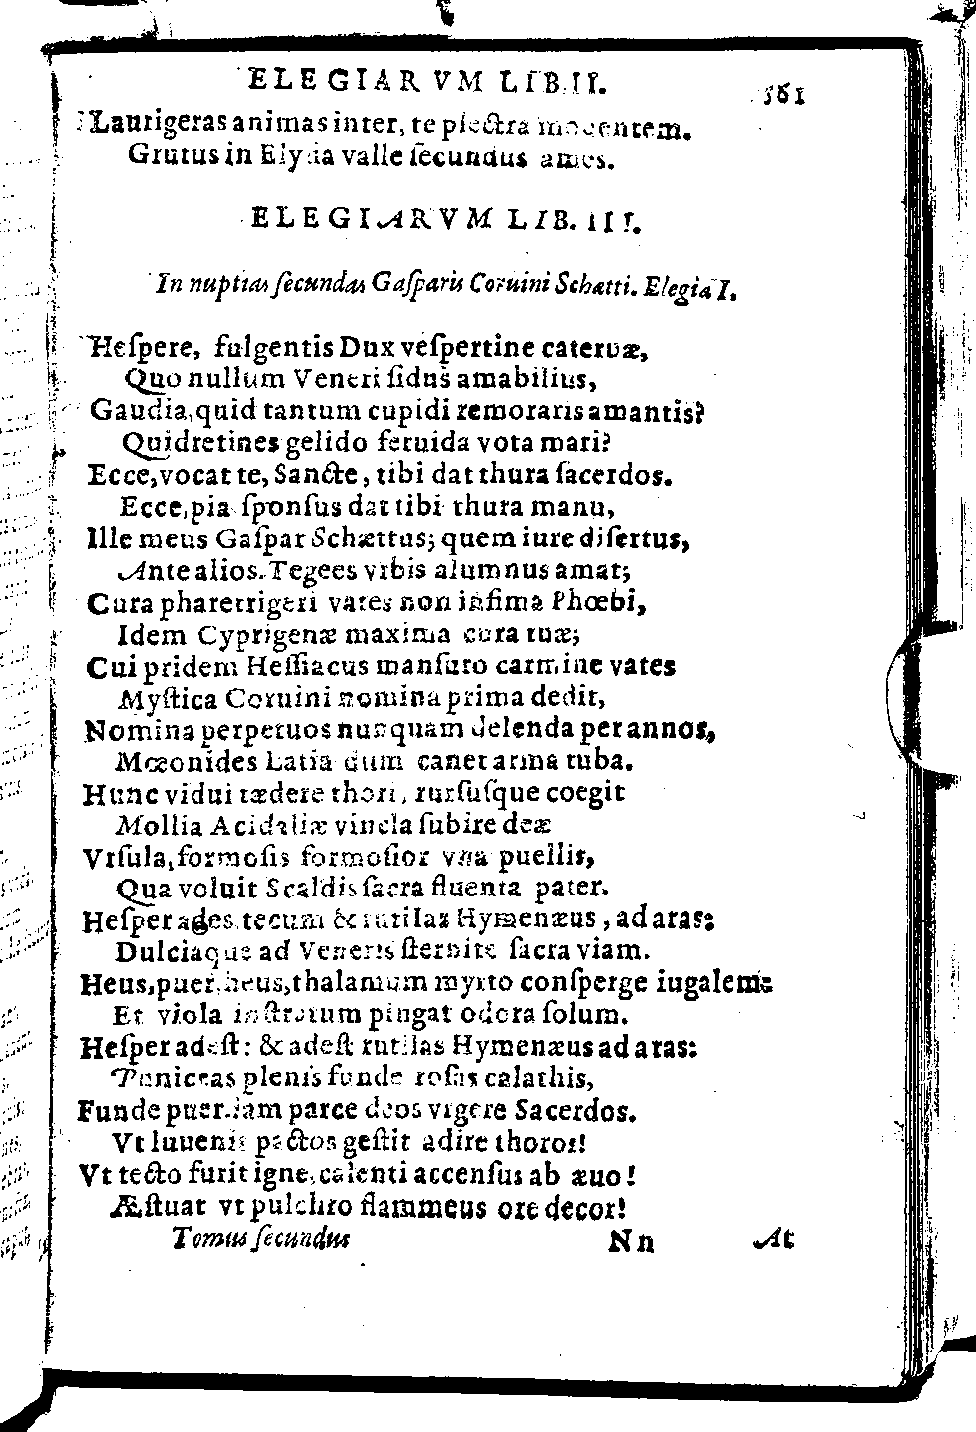 ELEGIARVM LIB.II. 561
Laurigeras animas inter, te plectra mouentem.
Grutus in Elysia valle secundus ames.
ELEGIARVM LIB. III.
In nuptias ſecundas Gaſparis Coruini Schætti. Elegia I.
Heſpere, fulgentis Dux veſpertine cateruæ,
Quo nullum Veneri ſidus amabilius,
Gaudia, quid tantum cupidi remoraris amantis?
Quid retines gelido feruida vota mari?
Ecce, vocat te, Sancte, tibi dat thura ſacerdos.
Ecce, pia ſponſus dat tibi thura manu,
Ille meus Gaſpar Schættus; quem iure diſertus,
Ante alios. Tegees vrbis alumnus amat;
Cura pharetrigeri vates non infima Phœbi,
Idem Cyprigenæ maxima cura tuæ;
Cui pridem Heſſiacus manſuro carmine vates
Myſtica Coruini nomina prima dedit,
Nomina perpetuos nunquam delenda per annos,
Mœonides Latia dum canet arma tuba.
Hunc vidui tædere thori, rurſuſque coegit
Mollia Acidaliæ vincla ſubire deæ
Vrſula, formoſis formoſior vna puellis,
Qua voluit Scaldis ſacra fluenta pater.
Heſper ades, tecum & rutilas Hymenæus, ad aras:
Dulciaque ad Veneris ſternite ſacra viam.
Heus, puer, heus, thalamum myrto conſperge iugalem:
Et viola inſtratum pingat odora ſolum.
Heſper adeſt: & adeſt rutilas Hymenæus ad aras:
Puniceas plenis funde roſas calathis,
Funde puer. iam parce deos vrgere Sacerdos.
Vt Iuuenis pactos geſtit adire thoros!
Vt tecto furit igne, calenti accenſus ab æuo!
Æſtuat vt pulchro flammeus ore decor!
Tomus ſecundus Nn At